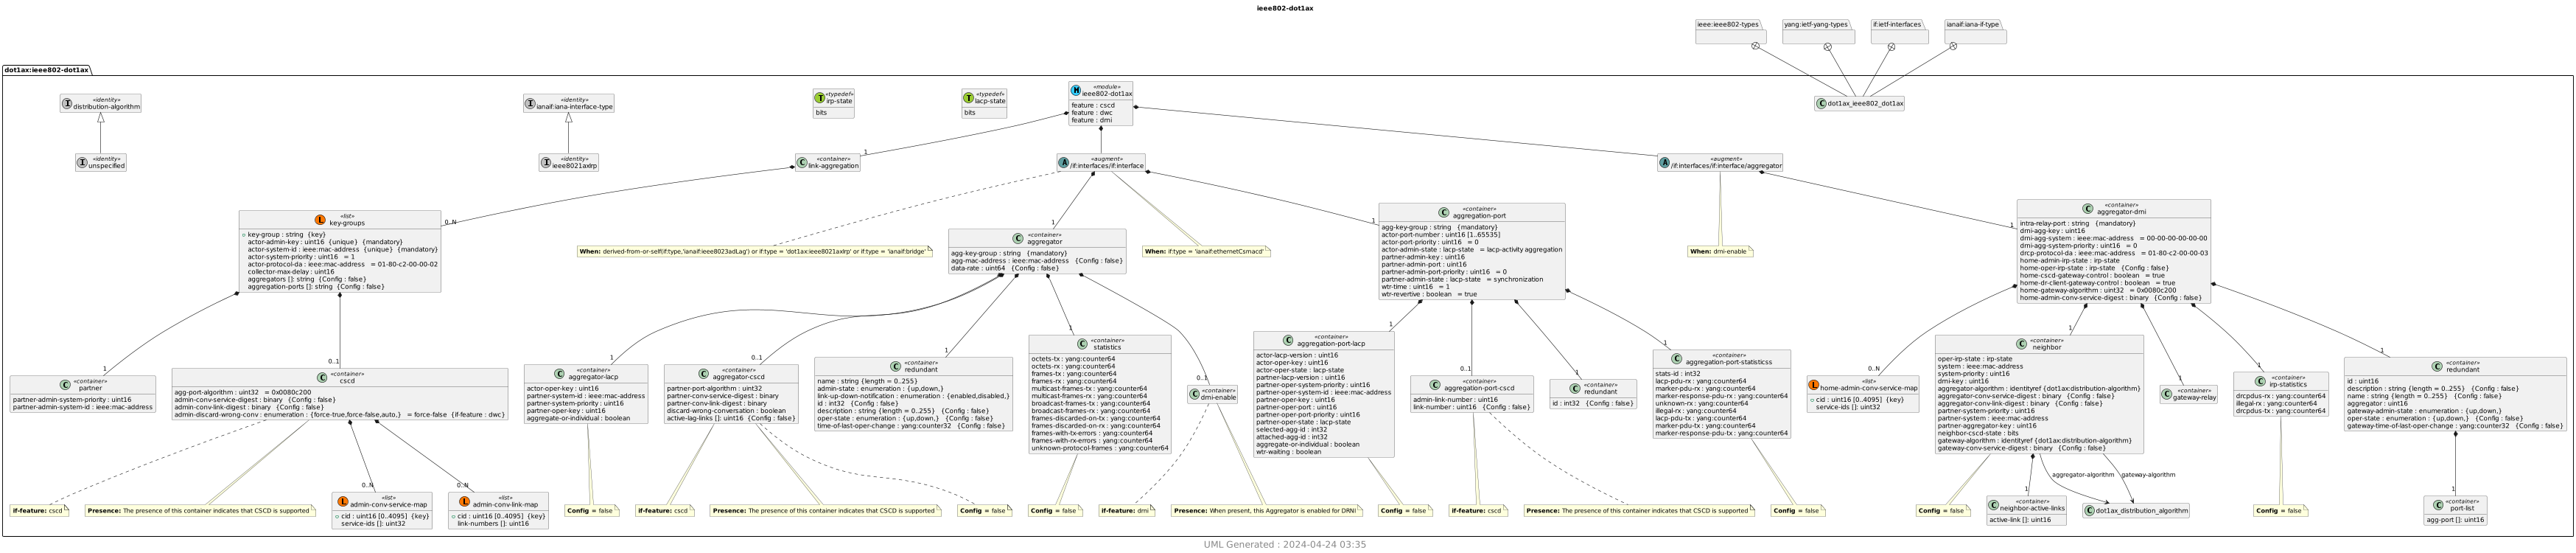 ieee802-dot1ax
ieee:ieee802-types
yang:ietf-yang-types
if:ietf-interfaces
ianaif:iana-if-type
dot1ax:ieee802-dot1ax
«identity»
distribution-algorithm
«identity»
ianaif:iana-interface-type
«typedef»
irp-state
bits
«typedef»
lacp-state
bits
«module»
ieee802-dot1ax
feature : cscd
feature : dwc
feature : drni
dot1ax_ieee802_dot1ax
«identity»
unspecified
«identity»
ieee8021axIrp
1
«container»
link-aggregation
«augment»
/if:interfaces/if:interface
«augment»
/if:interfaces/if:interface/aggregator
0..N
«list»
key-groups
key-group : string {key}
actor-admin-key : uint16 {unique} {mandatory}
actor-system-id : ieee:mac-address {unique} {mandatory}
actor-system-priority : uint16 = 1
actor-protocol-da : ieee:mac-address = 01-80-c2-00-00-02
collector-max-delay : uint16
aggregators []: string {Config : false}
aggregation-ports []: string {Config : false}
When: derived-from-or-self(if:type,'ianaif:ieee8023adLag') or if:type = 'dot1ax:ieee8021axIrp' or if:type = 'ianaif:bridge'
1
«container»
aggregator
agg-key-group : string {mandatory}
agg-mac-address : ieee:mac-address {Config : false}
data-rate : uint64 {Config : false}
When: if:type = 'ianaif:ethernetCsmacd'
1
«container»
aggregation-port
agg-key-group : string {mandatory}
actor-port-number : uint16 [1..65535]
actor-port-priority : uint16 = 0
actor-admin-state : lacp-state = lacp-activity aggregation
partner-admin-key : uint16
partner-admin-port : uint16
partner-admin-port-priority : uint16 = 0
partner-admin-state : lacp-state = synchronization
wtr-time : uint16 = 1
wtr-revertive : boolean = true
When: drni-enable
1
«container»
aggregator-drni
intra-relay-port : string {mandatory}
drni-agg-key : uint16
drni-agg-system : ieee:mac-address = 00-00-00-00-00-00
drni-agg-system-priority : uint16 = 0
drcp-protocol-da : ieee:mac-address = 01-80-c2-00-00-03
home-admin-irp-state : irp-state
home-oper-irp-state : irp-state {Config : false}
home-cscd-gateway-control : boolean = true
home-dr-client-gateway-control : boolean = true
home-gateway-algorithm : uint32 = 0x0080c200
home-admin-conv-service-digest : binary {Config : false}
1
«container»
partner
partner-admin-system-priority : uint16
partner-admin-system-id : ieee:mac-address
0..1
«container»
cscd
agg-port-algorithm : uint32 = 0x0080c200
admin-conv-service-digest : binary {Config : false}
admin-conv-link-digest : binary {Config : false}
admin-discard-wrong-conv : enumeration : {force-true,force-false,auto,} = force-false {if-feature : dwc}
1
«container»
aggregator-lacp
actor-oper-key : uint16
partner-system-id : ieee:mac-address
partner-system-priority : uint16
partner-oper-key : uint16
aggregate-or-individual : boolean
0..1
«container»
aggregator-cscd
partner-port-algorithm : uint32
partner-conv-service-digest : binary
partner-conv-link-digest : binary
discard-wrong-conversation : boolean
active-lag-links []: uint16 {Config : false}
1
«container»
redundant
name : string {length = 0..255}
admin-state : enumeration : {up,down,}
link-up-down-notification : enumeration : {enabled,disabled,}
id : int32 {Config : false}
description : string {length = 0..255} {Config : false}
oper-state : enumeration : {up,down,} {Config : false}
time-of-last-oper-change : yang:counter32 {Config : false}
1
«container»
statistics
octets-tx : yang:counter64
octets-rx : yang:counter64
frames-tx : yang:counter64
frames-rx : yang:counter64
multicast-frames-tx : yang:counter64
multicast-frames-rx : yang:counter64
broadcast-frames-tx : yang:counter64
broadcast-frames-rx : yang:counter64
frames-discarded-on-tx : yang:counter64
frames-discarded-on-rx : yang:counter64
frames-with-tx-errors : yang:counter64
frames-with-rx-errors : yang:counter64
unknown-protocol-frames : yang:counter64
0..1
«container»
drni-enable
1
«container»
aggregation-port-lacp
actor-lacp-version : uint16
actor-oper-key : uint16
actor-oper-state : lacp-state
partner-lacp-version : uint16
partner-oper-system-priority : uint16
partner-oper-system-id : ieee:mac-address
partner-oper-key : uint16
partner-oper-port : uint16
partner-oper-port-priority : uint16
partner-oper-state : lacp-state
selected-agg-id : int32
attached-agg-id : int32
aggregate-or-individual : boolean
wtr-waiting : boolean
0..1
«container»
aggregation-port-cscd
admin-link-number : uint16
link-number : uint16 {Config : false}
1
«container»
redundant
id : int32 {Config : false}
1
«container»
aggregation-port-statisticss
stats-id : int32
lacp-pdu-rx : yang:counter64
marker-pdu-rx : yang:counter64
marker-response-pdu-rx : yang:counter64
unknown-rx : yang:counter64
illegal-rx : yang:counter64
lacp-pdu-tx : yang:counter64
marker-pdu-tx : yang:counter64
marker-response-pdu-tx : yang:counter64
0..N
«list»
home-admin-conv-service-map
cid : uint16 [0..4095] {key}
service-ids []: uint32
1
«container»
neighbor
oper-irp-state : irp-state
system : ieee:mac-address
system-priority : uint16
drni-key : uint16
aggregator-algorithm : identityref {dot1ax:distribution-algorithm}
aggregator-conv-service-digest : binary {Config : false}
aggregator-conv-link-digest : binary {Config : false}
partner-system-priority : uint16
partner-system : ieee:mac-address
partner-aggregator-key : uint16
neighbor-cscd-state : bits
gateway-algorithm : identityref {dot1ax:distribution-algorithm}
gateway-conv-service-digest : binary {Config : false}
1
«container»
gateway-relay
1
«container»
irp-statistics
drcpdus-rx : yang:counter64
illegal-rx : yang:counter64
drcpdus-tx : yang:counter64
1
«container»
redundant
id : uint16
description : string {length = 0..255} {Config : false}
name : string {length = 0..255} {Config : false}
aggregator : uint16
gateway-admin-state : enumeration : {up,down,}
oper-state : enumeration : {up,down,} {Config : false}
gateway-time-of-last-oper-change : yang:counter32 {Config : false}
if-feature: cscd
Presence: The presence of this container indicates that CSCD is supported
0..N
«list»
admin-conv-service-map
cid : uint16 [0..4095] {key}
service-ids []: uint32
0..N
«list»
admin-conv-link-map
cid : uint16 [0..4095] {key}
link-numbers []: uint16
Config = false
if-feature: cscd
Presence: The presence of this container indicates that CSCD is supported
Config = false
Config = false
if-feature: drni
Presence: When present, this Aggregator is enabled for DRNI
Config = false
if-feature: cscd
Presence: The presence of this container indicates that CSCD is supported
Config = false
Config = false
1
«container»
neighbor-active-links
active-link []: uint16
aggregator-algorithm
gateway-algorithm
dot1ax_distribution_algorithm
Config = false
1
«container»
port-list
agg-port []: uint16
UML Generated : 2024-04-24 03:35